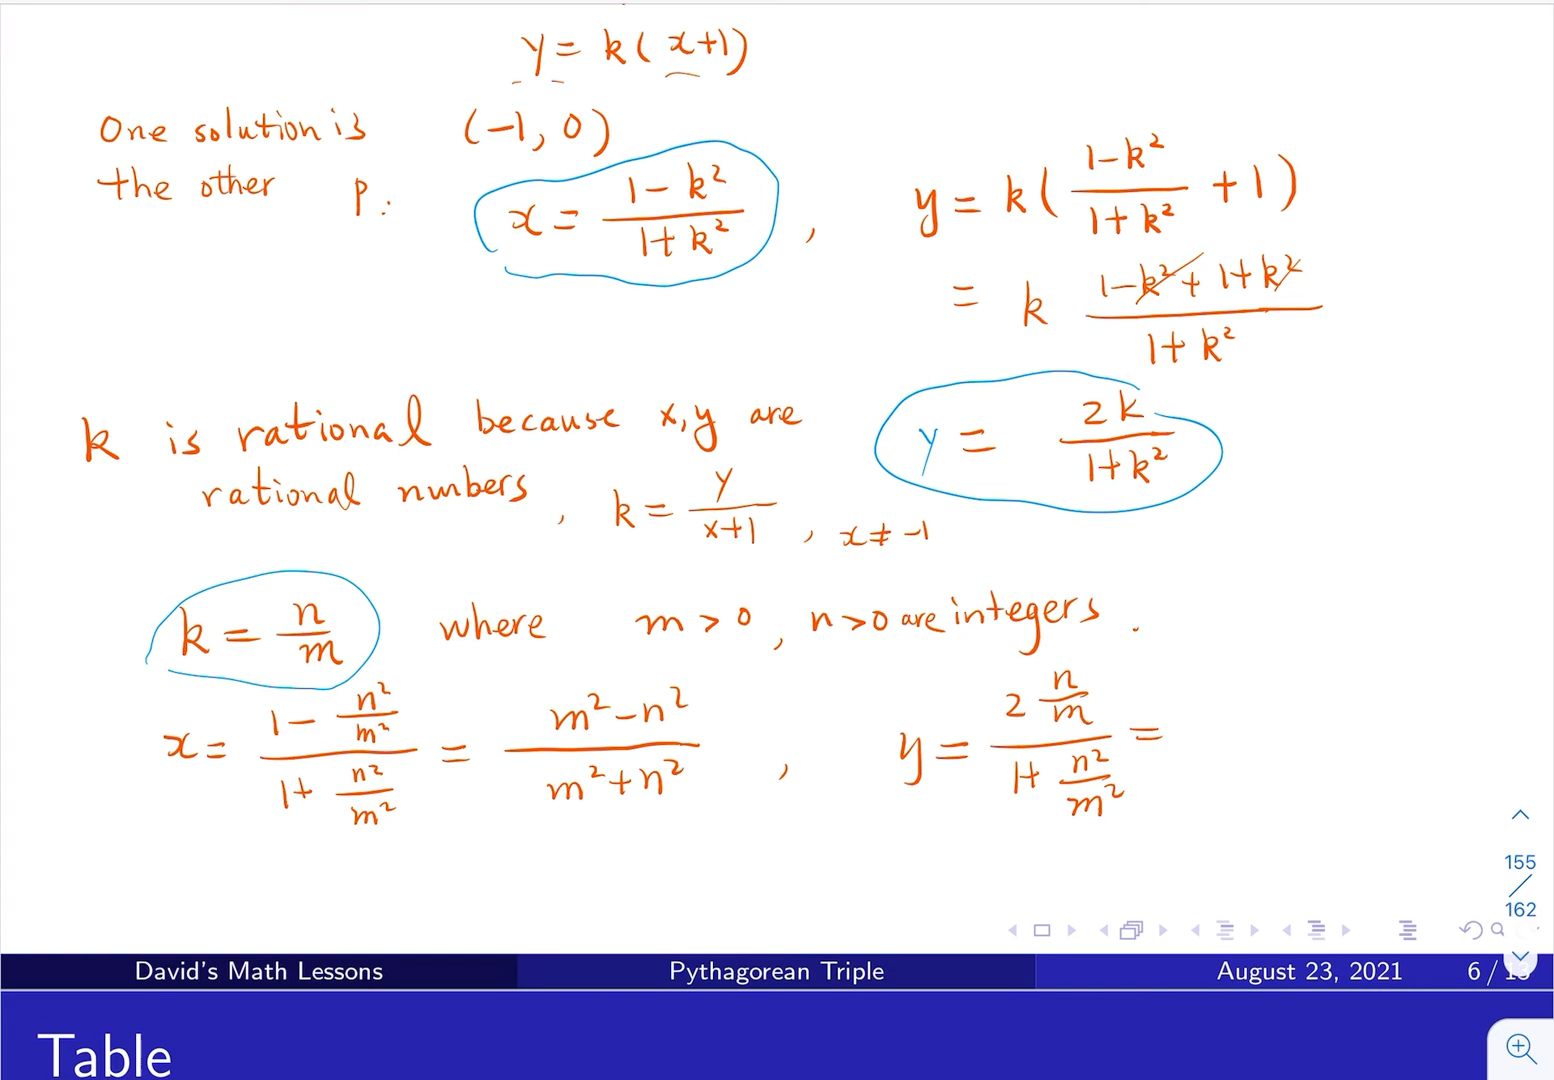 y = k(x+1)
One solution is (-1, 0)
the other p: x = (1-k²)/(1+k²) , y = k( (1-k²)/(1+k²) + 1)
= k (1-k²+1+k²)/(1+k²)
y = 2k/(1+k²)
k is rational because x,y are
rational numbers, k = y/(x+1) , x ≠ -1
k = n/m where m > 0 , n>0 are integers.
x = (1 - n²/m²)/(1 + n²/m²) = (m²-n²)/(m²+n²) , y = (2 n/m)/(1 + n²/m²) =
155
162
David's Math Lessons Pythagorean Triple August 23, 2021 6 / 13
Table